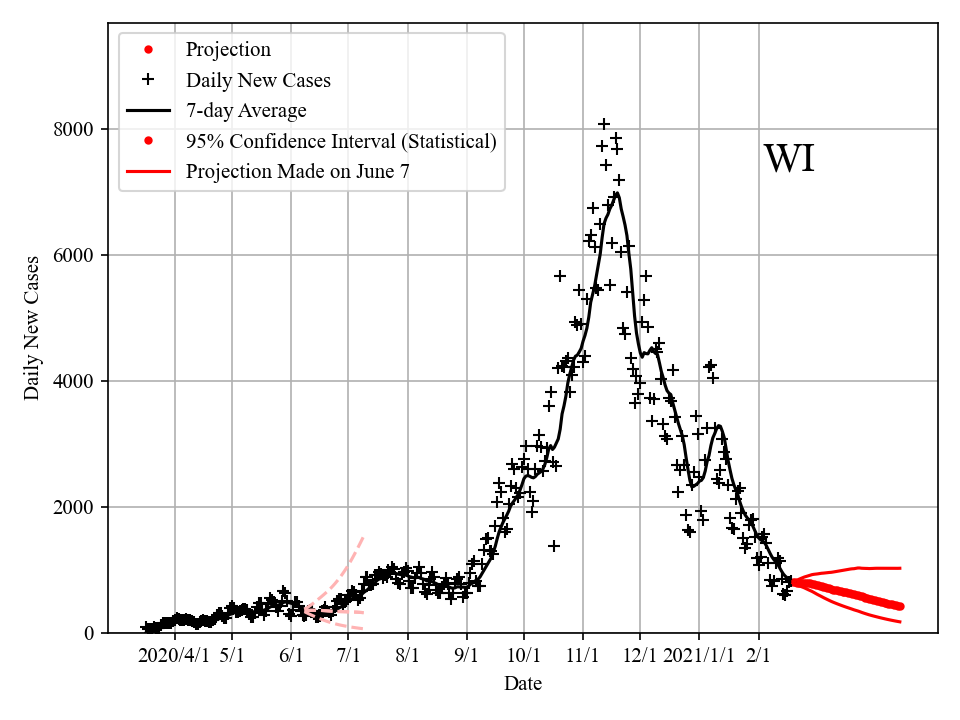 Projection
Daily New Cases
7-day Average
95% Confidence Interval (Statistical)
Projection Made on June 7
WI
8000
6000
4000
2000
0
Daily New Cases
2020/4/1 5/1 6/1 7/1 8/1 9/1 10/1 11/1 12/1 2021/1/1 2/1
Date